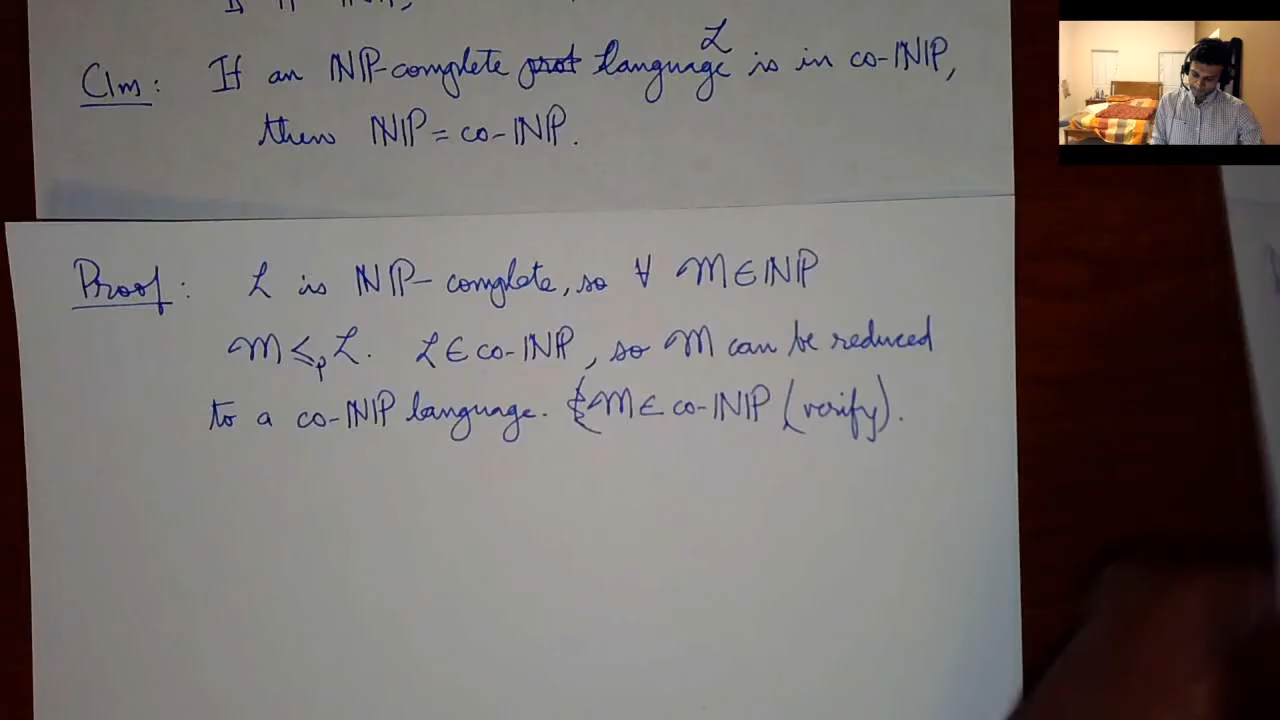 Clm: If an NP-complete language L is in co-NP,
then NP = co-NP.
Proof: L is NP-complete, so ∀ M ∈ NP
M ≤p L. L ∈ co-NP, so M can be reduced
to a co-NP language. & M ∈ co-NP (verify).